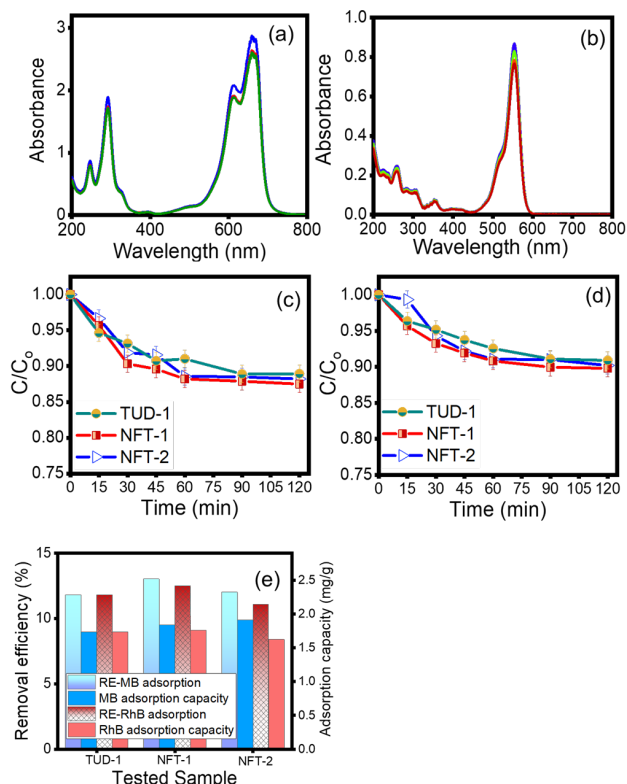 (a)
3
2
1
0
Absorbance
200 400 600 800
Wavelength (nm)
(b)
1.0
0.8
0.6
0.4
0.2
0.0
Absorbance
200 300 400 500 600 700 800
Wavelength (nm)
(c)
1.00
0.95
0.90
0.85
0.80
0.75
C/Co
TUD-1
NFT-1
NFT-2
0 15 30 45 60 75 90 105 120
Time (min)
(d)
1.00
0.95
0.90
0.85
0.80
0.75
C/Co
TUD-1
NFT-1
NFT-2
0 15 30 45 60 75 90 105 120
Time (min)
(e)
15
10
5
0
Removal efficiency (%)
2.5
2.0
1.5
1.0
0.5
0.0
Adsorption capacity (mg/g)
RE-MB adsorption
MB adsorption capacity
RE-RhB adsorption
RhB adsorption capacity
TUD-1 NFT-1 NFT-2
Tested Sample